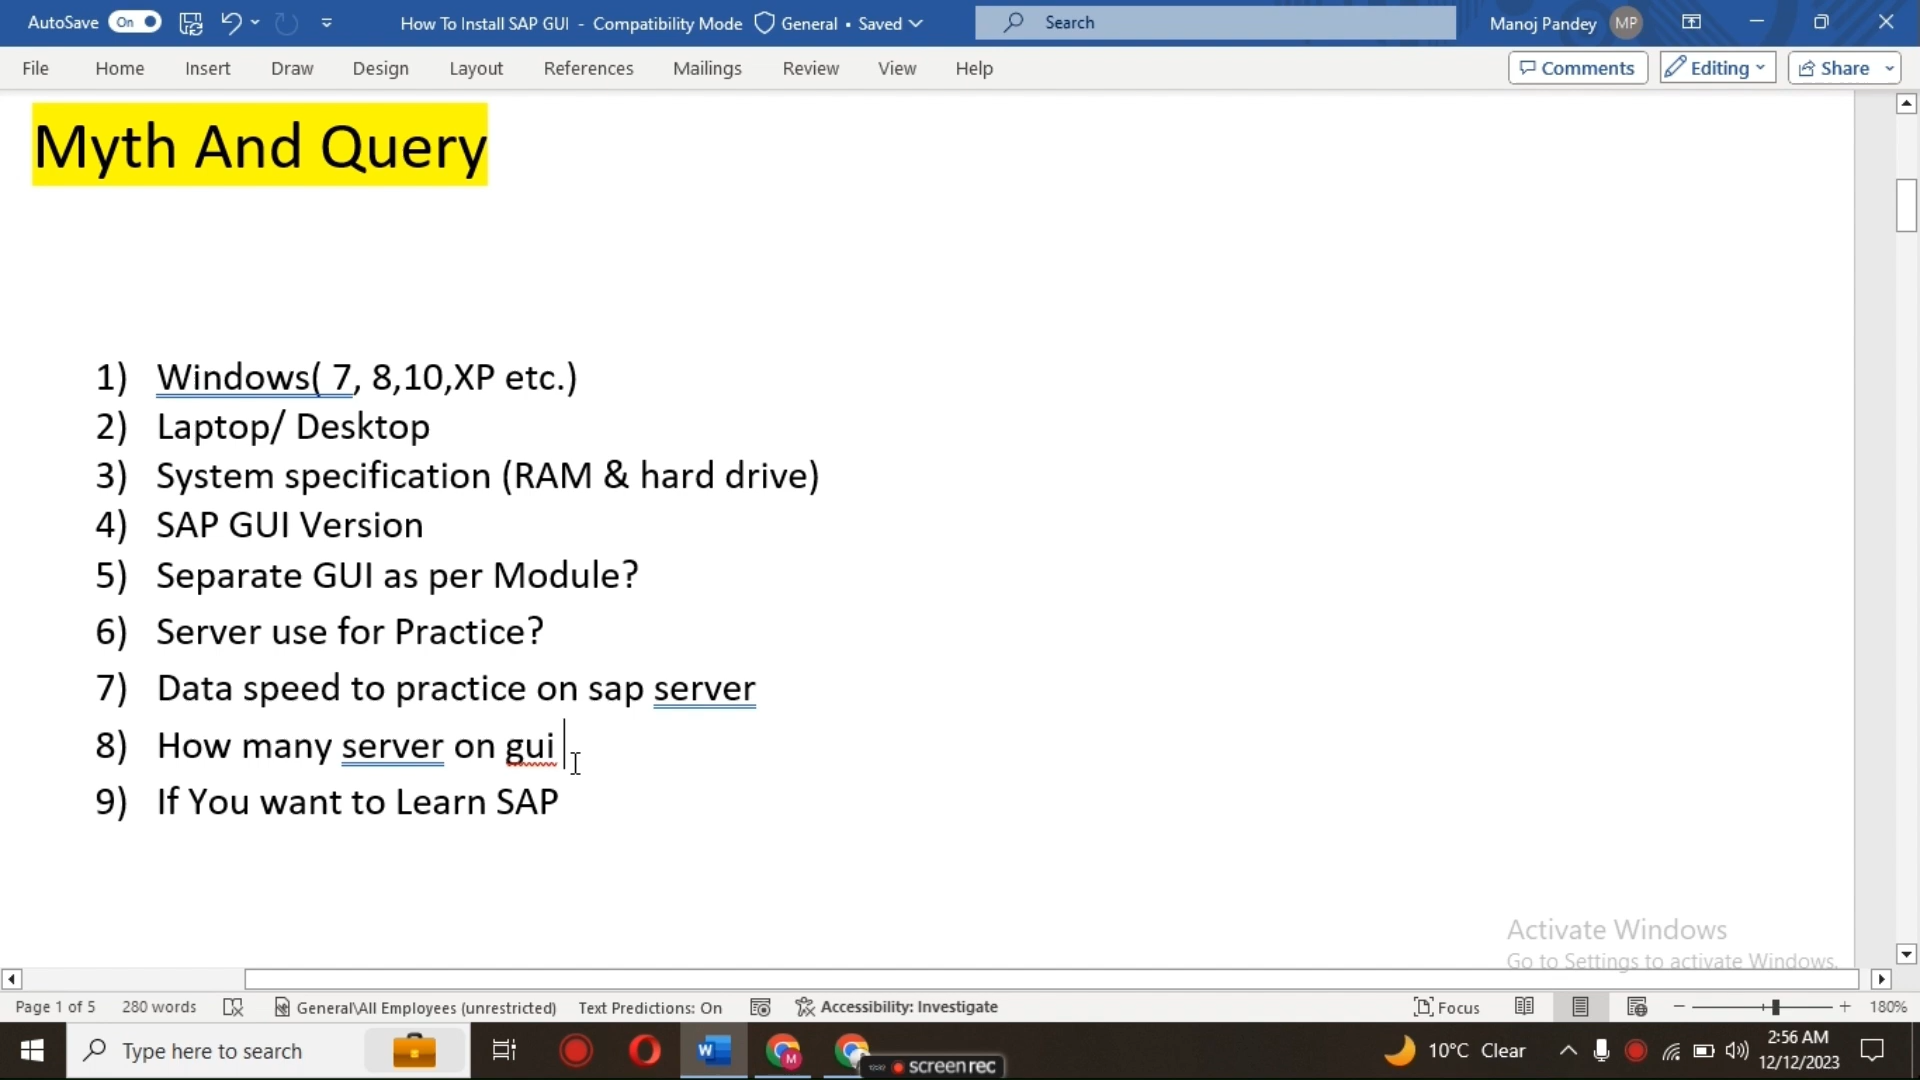 AutoSave On How To Install SAP GUI - Compatibility Mode General • Saved Search Manoj Pandey MP
File Home Insert Draw Design Layout References Mailings Review View Help Comments Editing Share
Myth And Query
1) Windows( 7, 8,10,XP etc.)
2) Laptop/ Desktop
3) System specification (RAM & hard drive)
4) SAP GUI Version
5) Separate GUI as per Module?
6) Server use for Practice?
7) Data speed to practice on sap server
8) How many server on gui
9) If You want to Learn SAP
Activate Windows
Go to Settings to activate Windows.
Page 1 of 5 280 words General\All Employees (unrestricted) Text Predictions: On Accessibility: Investigate Focus 180%
Type here to search 10°C Clear 2:56 AM
screenrec 12/12/2023